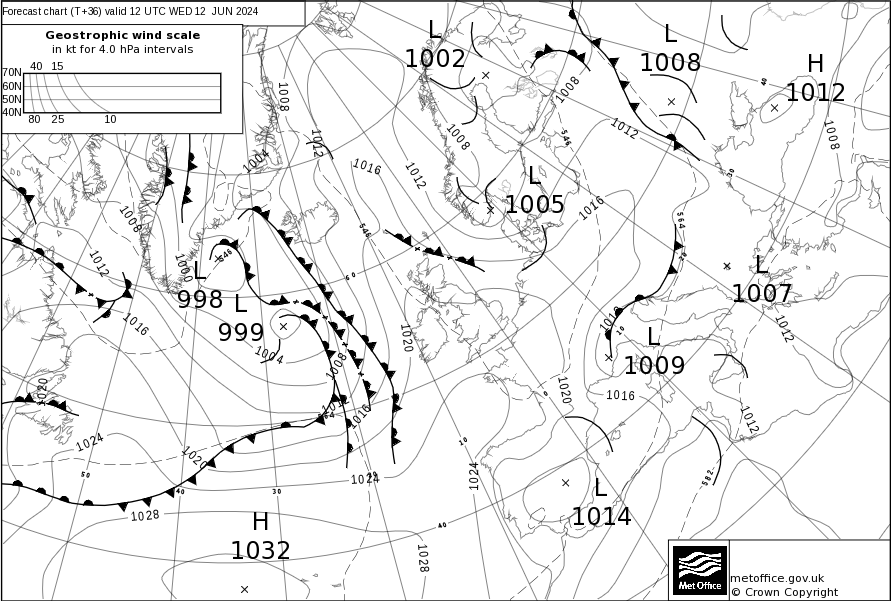 Forecast chart (T+36) valid 12 UTC WED 12 JUN 2024
Geostrophic wind scale
in kt for 4.0 hPa intervals
40 15
70N
60N
50N
40N
80 25 10
L
1002
L
1008
H
1012
L
1005
L
998
L
999
L
1007
L
1009
L
1014
H
1032
1008
1012
1004
1016
1012
1008
1008
1012
1016
1008
1008
1000
1012
1016
1004
1008
1016
1020
1020
1024
1020
1024
1028
1024
1028
1020
1016
1012
1012
546
546
546
564
582
40
30
60
50
40
30
10
40
0
10
Met Office
metoffice.gov.uk
© Crown Copyright